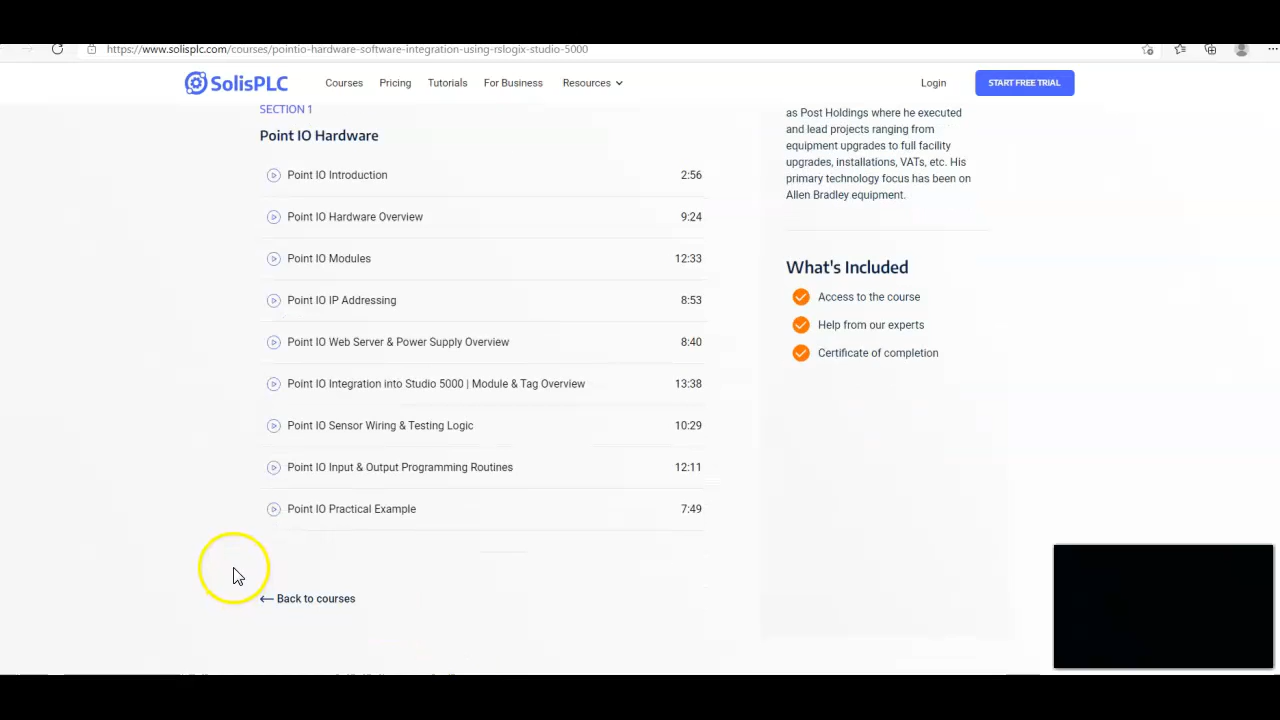 https://www.solisplc.com/courses/pointio-hardware-software-integration-using-rslogix-studio-5000
SolisPLC
Courses
Pricing
Tutorials
For Business
Resources
Login
START FREE TRIAL
SECTION 1
Point IO Hardware
Point IO Introduction 2:56
Point IO Hardware Overview 9:24
Point IO Modules 12:33
Point IO IP Addressing 8:53
Point IO Web Server & Power Supply Overview 8:40
Point IO Integration into Studio 5000 | Module & Tag Overview 13:38
Point IO Sensor Wiring & Testing Logic 10:29
Point IO Input & Output Programming Routines 12:11
Point IO Practical Example 7:49
Back to courses
as Post Holdings where he executed
and lead projects ranging from
equipment upgrades to full facility
upgrades, installations, VATs, etc. His
primary technology focus has been on
Allen Bradley equipment.
What's Included
Access to the course
Help from our experts
Certificate of completion